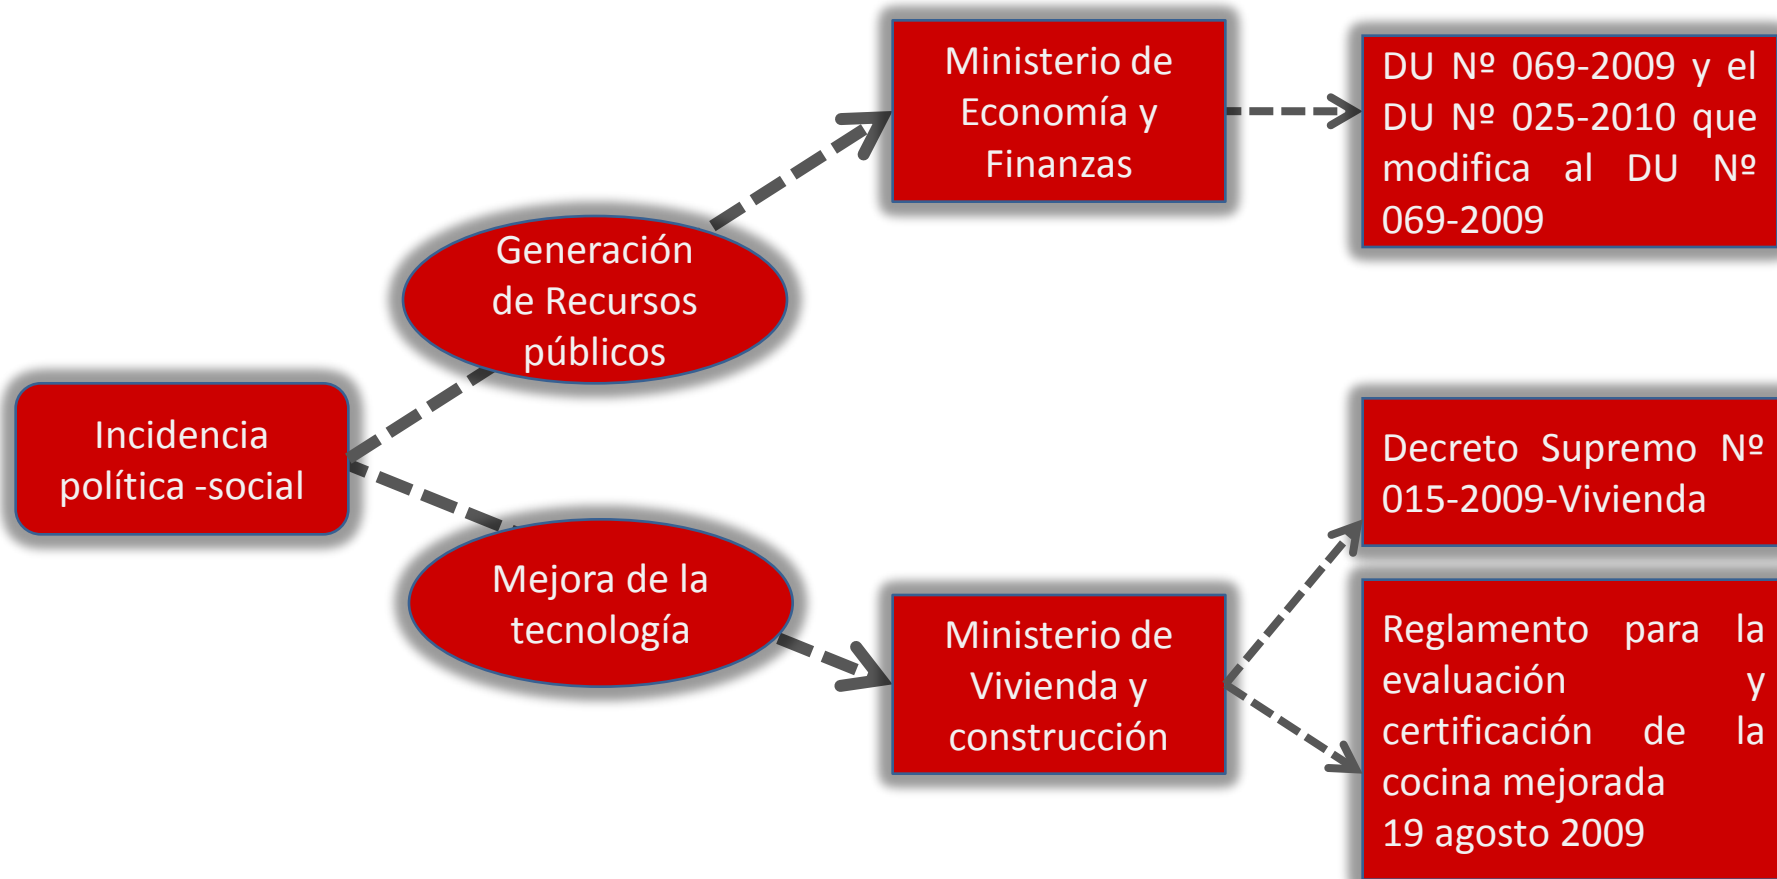 Incidencia
política -social
Generación
de Recursos
públicos
Ministerio de
Economía y
Finanzas
DU Nº 069-2009 y el
DU Nº 025-2010 que
modifica al DU Nº
069-2009
Mejora de la
tecnología
Ministerio de
Vivienda y
construcción
Decreto Supremo Nº
015-2009-Vivienda
Reglamento para la
evaluación y
certificación de la
cocina mejorada
19 agosto 2009